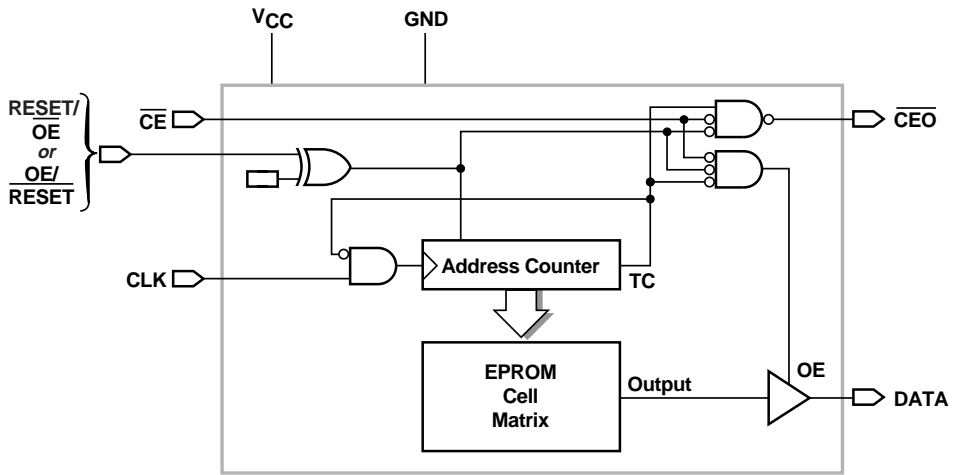 VCC
GND
RESET/
OE
or
OE/
RESET
CE
CEO
CLK
Address Counter
TC
EPROM
Cell
Matrix
Output
OE
DATA